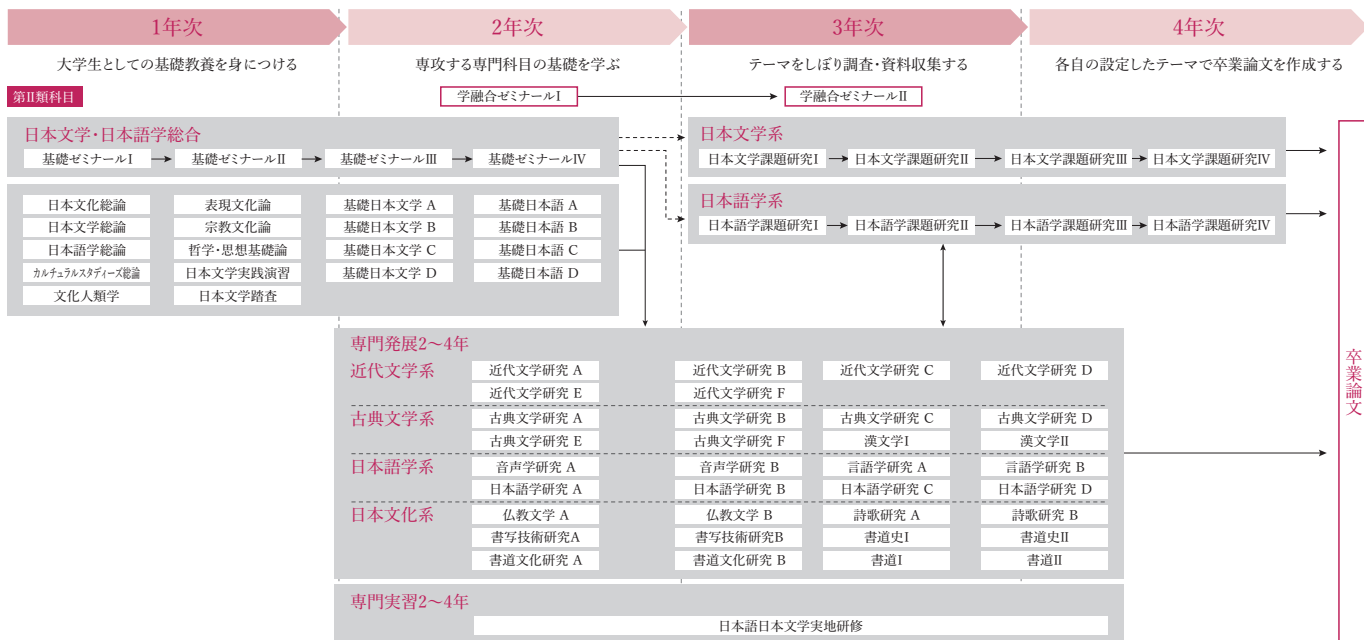 1年次 2年次 3年次 4年次
大学生としての基礎教養を身につける 専攻する専門科目の基礎を学ぶ テーマをしぼり調査・資料収集する 各自の設定したテーマで卒業論文を作成する
第II類科目 学融合ゼミナールI 学融合ゼミナールII
日本文学・日本語学総合
基礎ゼミナールI 基礎ゼミナールII 基礎ゼミナールIII 基礎ゼミナールIV
日本文学系
日本文学課題研究I 日本文学課題研究II 日本文学課題研究III 日本文学課題研究IV
日本語学系
日本語学課題研究I 日本語学課題研究II 日本語学課題研究III 日本語学課題研究IV
日本文化総論 表現文化論 基礎日本文学 A 基礎日本語 A
日本文学総論 宗教文化論 基礎日本文学 B 基礎日本語 B
日本語学総論 哲学・思想基礎論 基礎日本文学 C 基礎日本語 C
カルチュラルスタディーズ総論 日本文学実践演習 基礎日本文学 D 基礎日本語 D
文化人類学 日本文学踏査
専門発展2〜4年
近代文学系 近代文学研究 A 近代文学研究 B 近代文学研究 C 近代文学研究 D
近代文学研究 E 近代文学研究 F
古典文学系 古典文学研究 A 古典文学研究 B 古典文学研究 C 古典文学研究 D
古典文学研究 E 古典文学研究 F 漢文学I 漢文学II
日本語学系 音声学研究 A 音声学研究 B 言語学研究 A 言語学研究 B
日本語学研究 A 日本語学研究 B 日本語学研究 C 日本語学研究 D
日本文化系 仏教文学 A 仏教文学 B 詩歌研究 A 詩歌研究 B
書写技術研究A 書写技術研究B 書道史I 書道史II
書道文化研究 A 書道文化研究 B 書道I 書道II
専門実習2〜4年
日本語日本文学実地研修
卒業論文